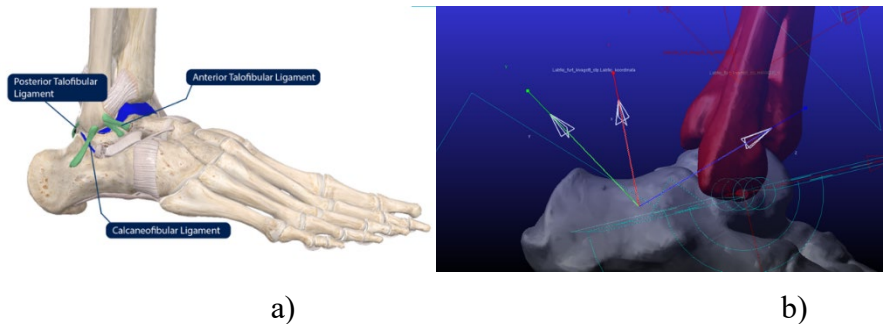 Posterior Talofibular
Ligament
Anterior Talofibular Ligament
Calcaneofibular Ligament
a)
b)